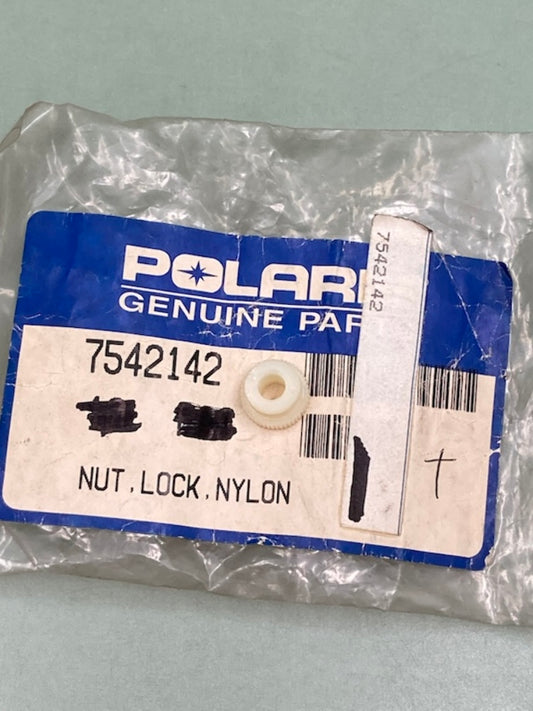 POLARI
GENUINE PAR
7542142
7542142
NUT, LOCK, NYLON
†